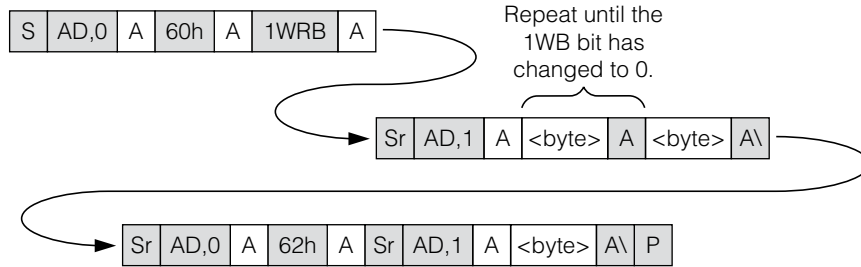 Repeat until the
1WB bit has
changed to 0.
S AD,0 A 60h A 1WRB A
Sr AD,1 A <byte> A <byte> A\
Sr AD,0 A 62h A Sr AD,1 A <byte> A\ P